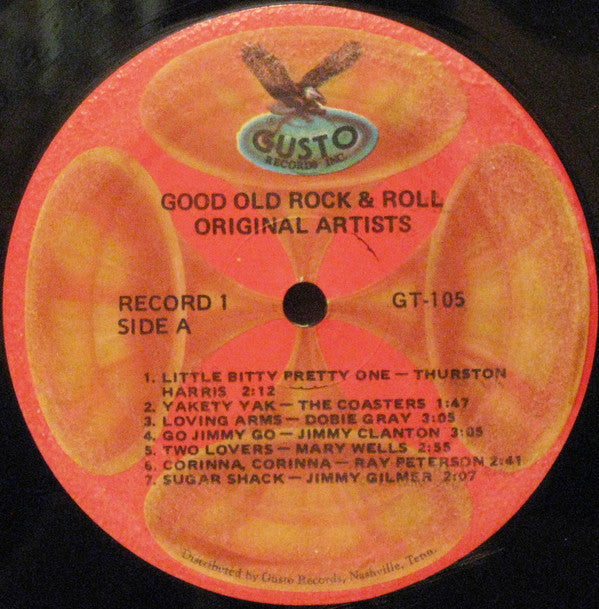 GUSTO
RECORDS INC.
GOOD OLD ROCK & ROLL
ORIGINAL ARTISTS
RECORD 1
SIDE A
GT-105
1. LITTLE BITTY PRETTY ONE — THURSTON
HARRIS 2:12
2. YAKETY YAK — THE COASTERS 1:47
3. LOVING ARMS — DOBIE GRAY 3:05
4. GO JIMMY GO — JIMMY CLANTON 3:05
5. TWO LOVERS — MARY WELLS 2:55
6. CORINNA, CORINNA — RAY PETERSON 2:41
7. SUGAR SHACK — JIMMY GILMER 2:07
Distributed by Gusto Records, Nashville, Tenn.